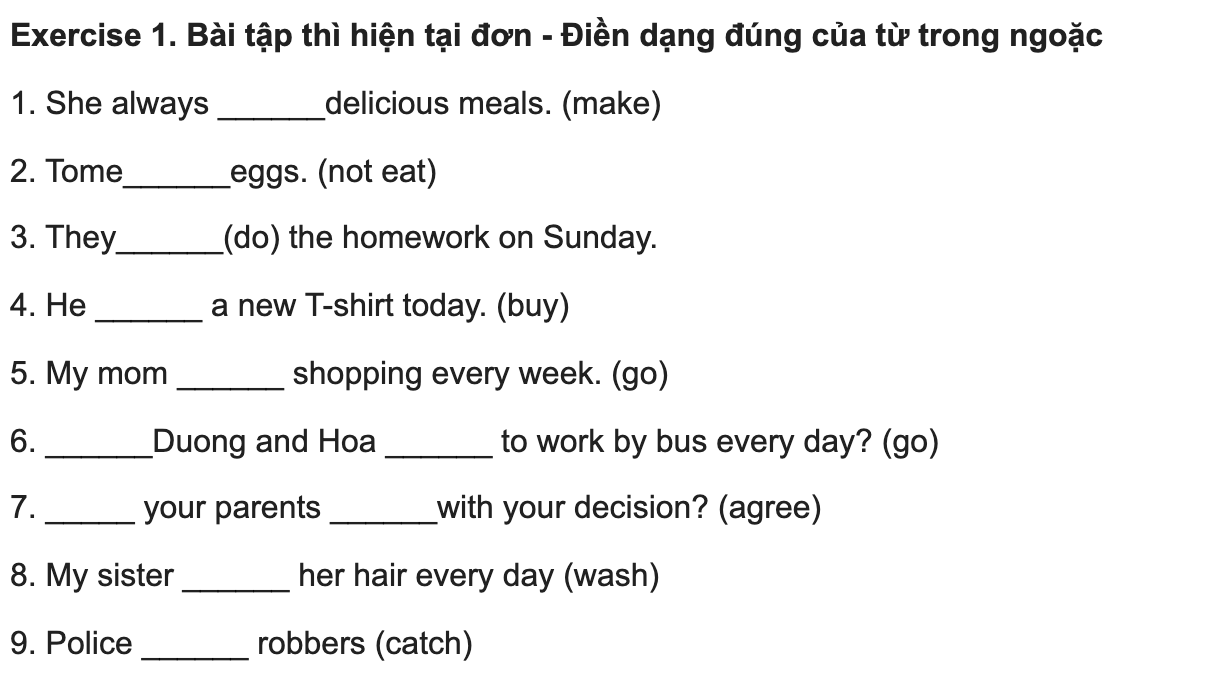 Exercise 1. Bài tập thì hiện tại đơn - Điền dạng đúng của từ trong ngoặc
1. She always ______delicious meals. (make)
2. Tome______eggs. (not eat)
3. They______(do) the homework on Sunday.
4. He ______ a new T-shirt today. (buy)
5. My mom ______ shopping every week. (go)
6. ______Duong and Hoa ______ to work by bus every day? (go)
7. _____ your parents ______with your decision? (agree)
8. My sister ______ her hair every day (wash)
9. Police ______ robbers (catch)